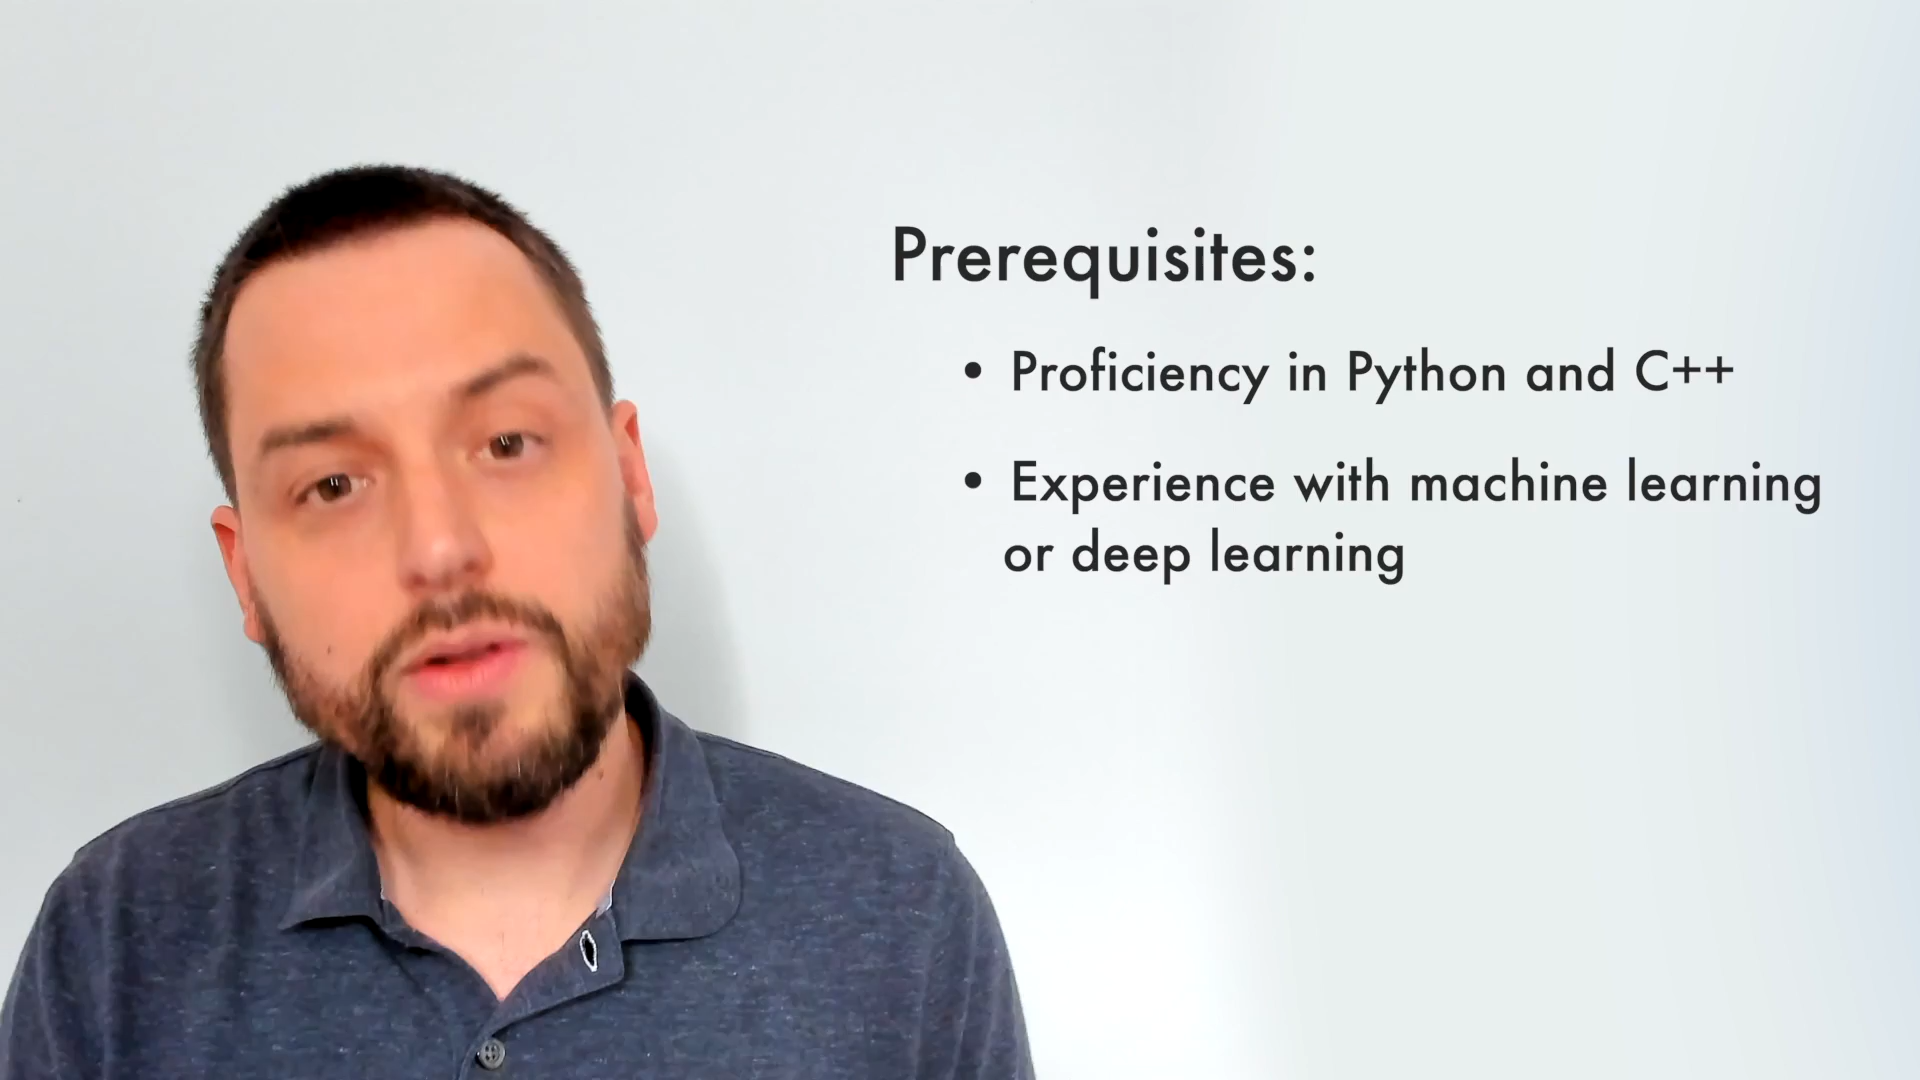 Prerequisites:
• Proficiency in Python and C++
• Experience with machine learning
or deep learning